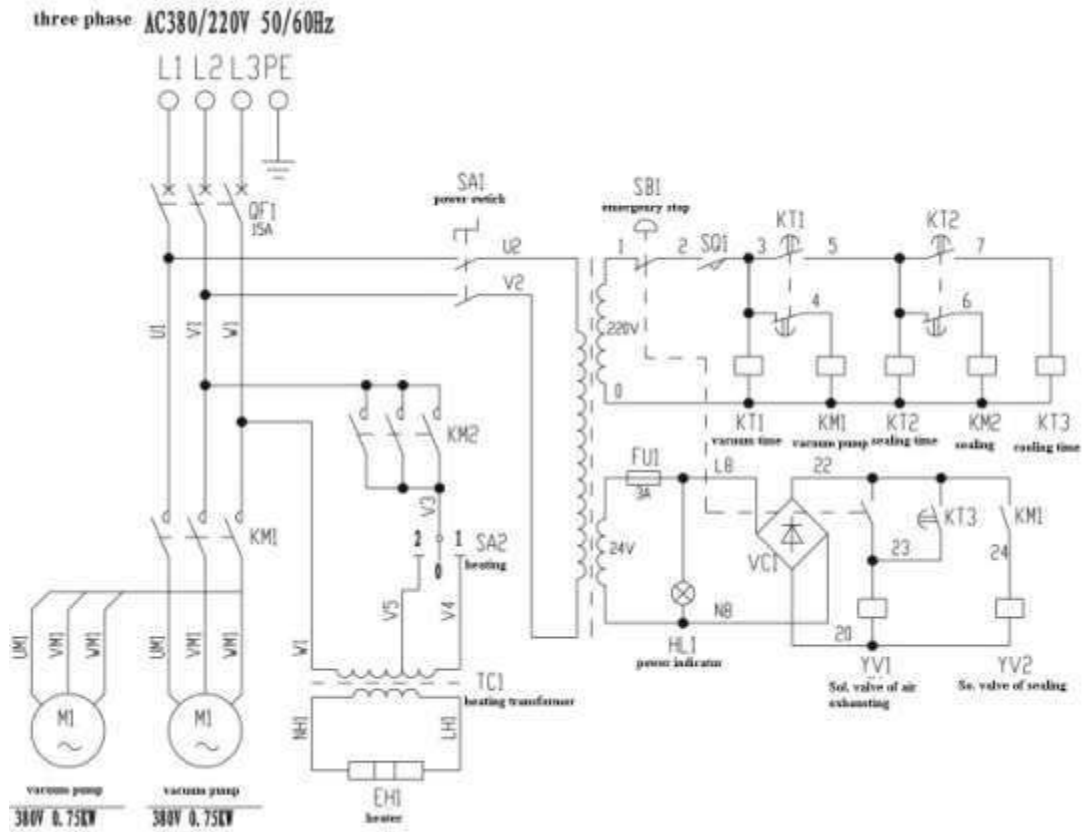 three phase AC380/220V 50/60Hz
L1 L2 L3 PE
QF1
15A
SA1
power swtich
U2
V2
SB1
emergency stop
1
2
SQ1
3
KT1
5
KT2
7
4
6
220V
0
U1
V1
W1
KM2
KT1
vacuum time
KM1
vacuum pump
KT2
sealing time
KM2
sealing
KT3
cooling time
FU1
3A
L8
22
24V
VC1
KT3
KM1
23
24
V3
2
1
0
SA2
heating
KM1
V5
V4
N8
HL1
power indicator
20
YV1
Sol. valve of air
exhausting
YV2
So. valve of sealing
UM1
VM1
WM1
UM1
VM1
WM1
W1
TC1
heating transformer
M1
M1
NH1
LH1
EH1
heater
vacuum pump
380V 0.75KW
vacuum pump
380V 0.75KW